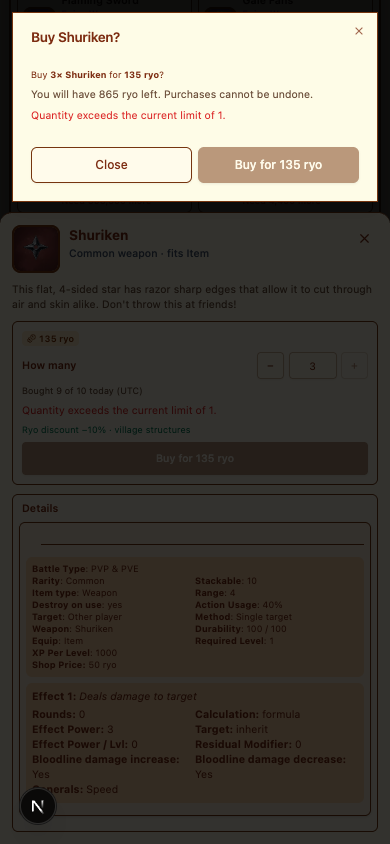 Flaming Sword
Buy Shuriken?
×
Buy 3× Shuriken for 135 ryo?
You will have 865 ryo left. Purchases cannot be undone.
Quantity exceeds the current limit of 1.
Close
Buy for 135 ryo
Shuriken
Common weapon · fits Item
×
This flat, 4-sided star has razor sharp edges that allow it to cut through
air and skin alike. Don't throw this at friends!
135 ryo
How many
−
3
+
Bought 9 of 10 today (UTC)
Quantity exceeds the current limit of 1.
Ryo discount −10% · village structures
Buy for 135 ryo
Details
Battle Type: PVP & PVE
Rarity: Common
Stackable: 10
Item type: Weapon
Range: 4
Destroy on use: yes
Action Usage: 40%
Target: Other player
Method: Single target
Weapon: Shuriken
Durability: 100 / 100
Equip: Item
Required Level: 1
XP Per Level: 1000
Shop Price: 50 ryo
Effect 1: Deals damage to target
Rounds: 0
Calculation: formula
Effect Power: 3
Target: Inherit
Effect Power / Lvl: 0
Residual Modifier: 0
Bloodline damage increase:
Yes
Bloodline damage decrease:
Yes
Generals: Speed
N